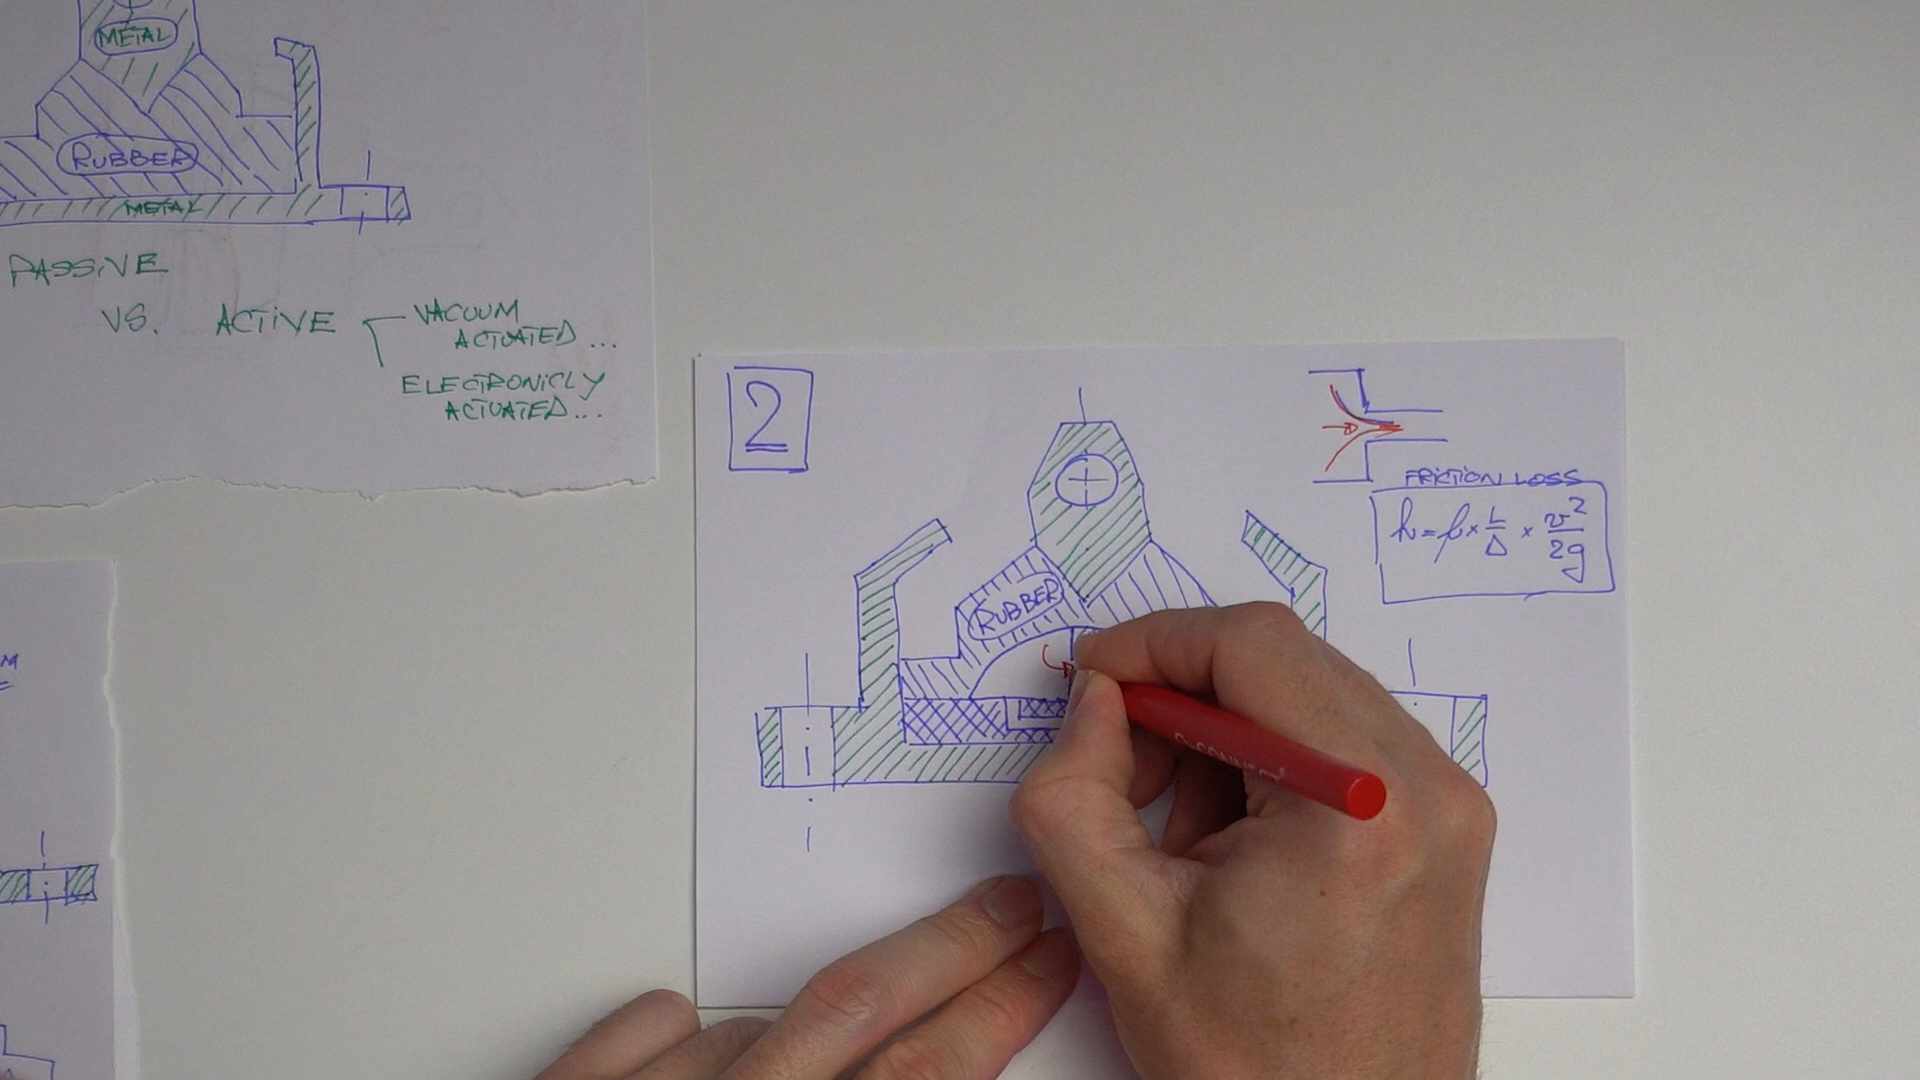 METAL
RUBBER
METAL
PASSIVE
VS. ACTIVE
VACUUM
ACTUATED...
ELECTRONICLY
ACTUATED...
M
2
FRICTION LOSS
h=f×L/D×v²/2g
RUBBER